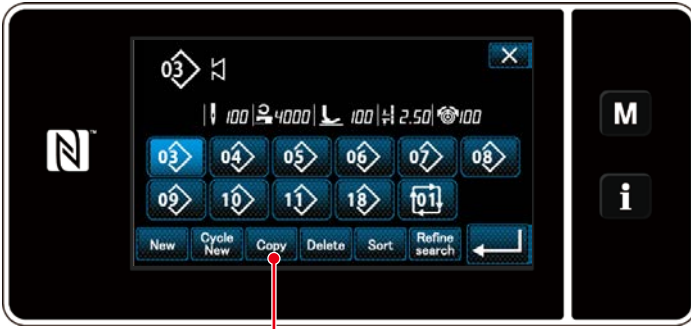 03
100 4000 100 2.50 100
03 04 05 06 07 08
09 10 11 18 01
New Cycle New Copy Delete Sort Refine search
M
i
N